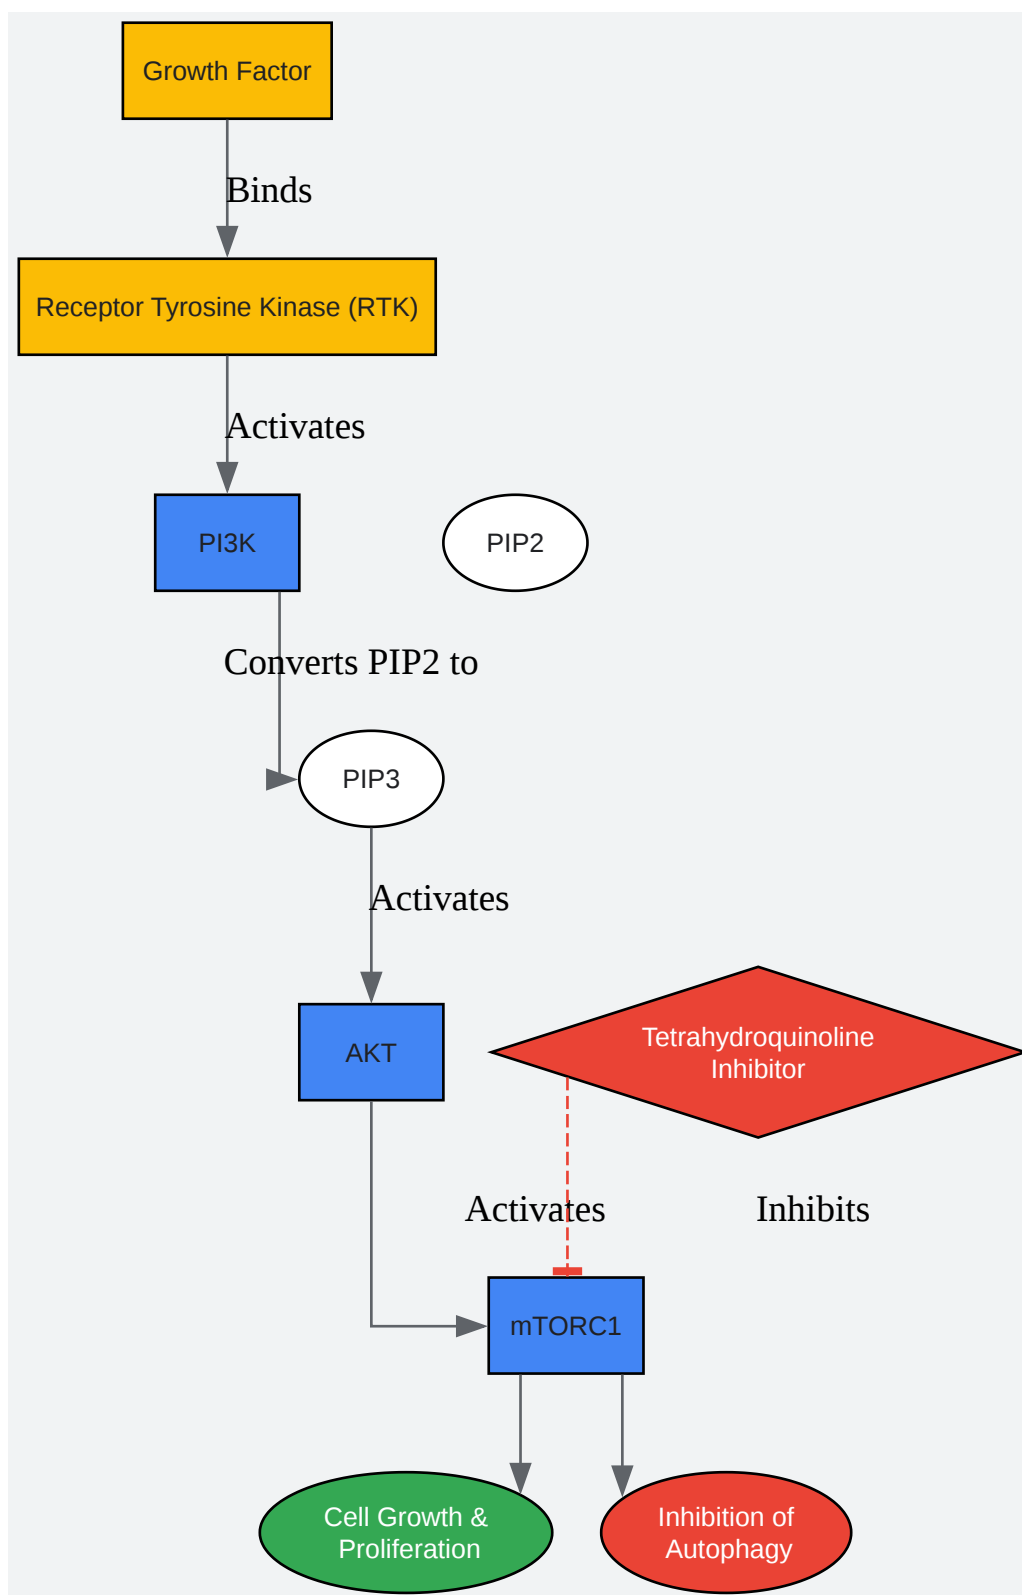 Growth Factor
Binds
Receptor Tyrosine Kinase (RTK)
Activates
PI3K
PIP2
Converts PIP2 to
PIP3
Activates
AKT
Tetrahydroquinoline
Inhibitor
Activates
Inhibits
mTORC1
Cell Growth &
Proliferation
Inhibition of
Autophagy